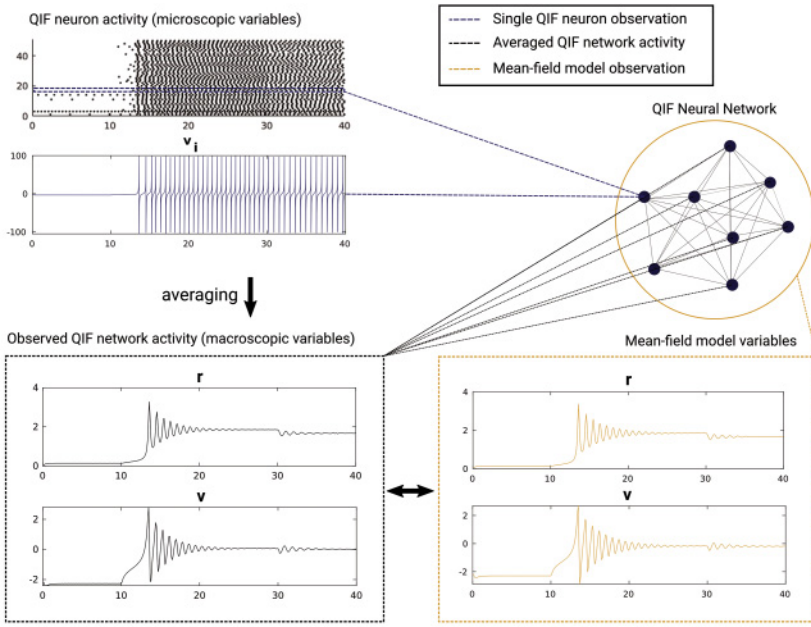 QIF neuron activity (microscopic variables)
Single QIF neuron observation
Averaged QIF network activity
Mean-field model observation
50
25
0
0 10 20 30 40
v i
100
0
-100
0 10 20 30 40
QIF Neural Network
averaging
Observed QIF network activity (macroscopic variables)
Mean-field model variables
r
4
2
0
0 10 20 30 40
v
2
0
-2
0 10 20 30 40
r
4
2
0
0 10 20 30 40
v
2
0
-2
0 10 20 30 40